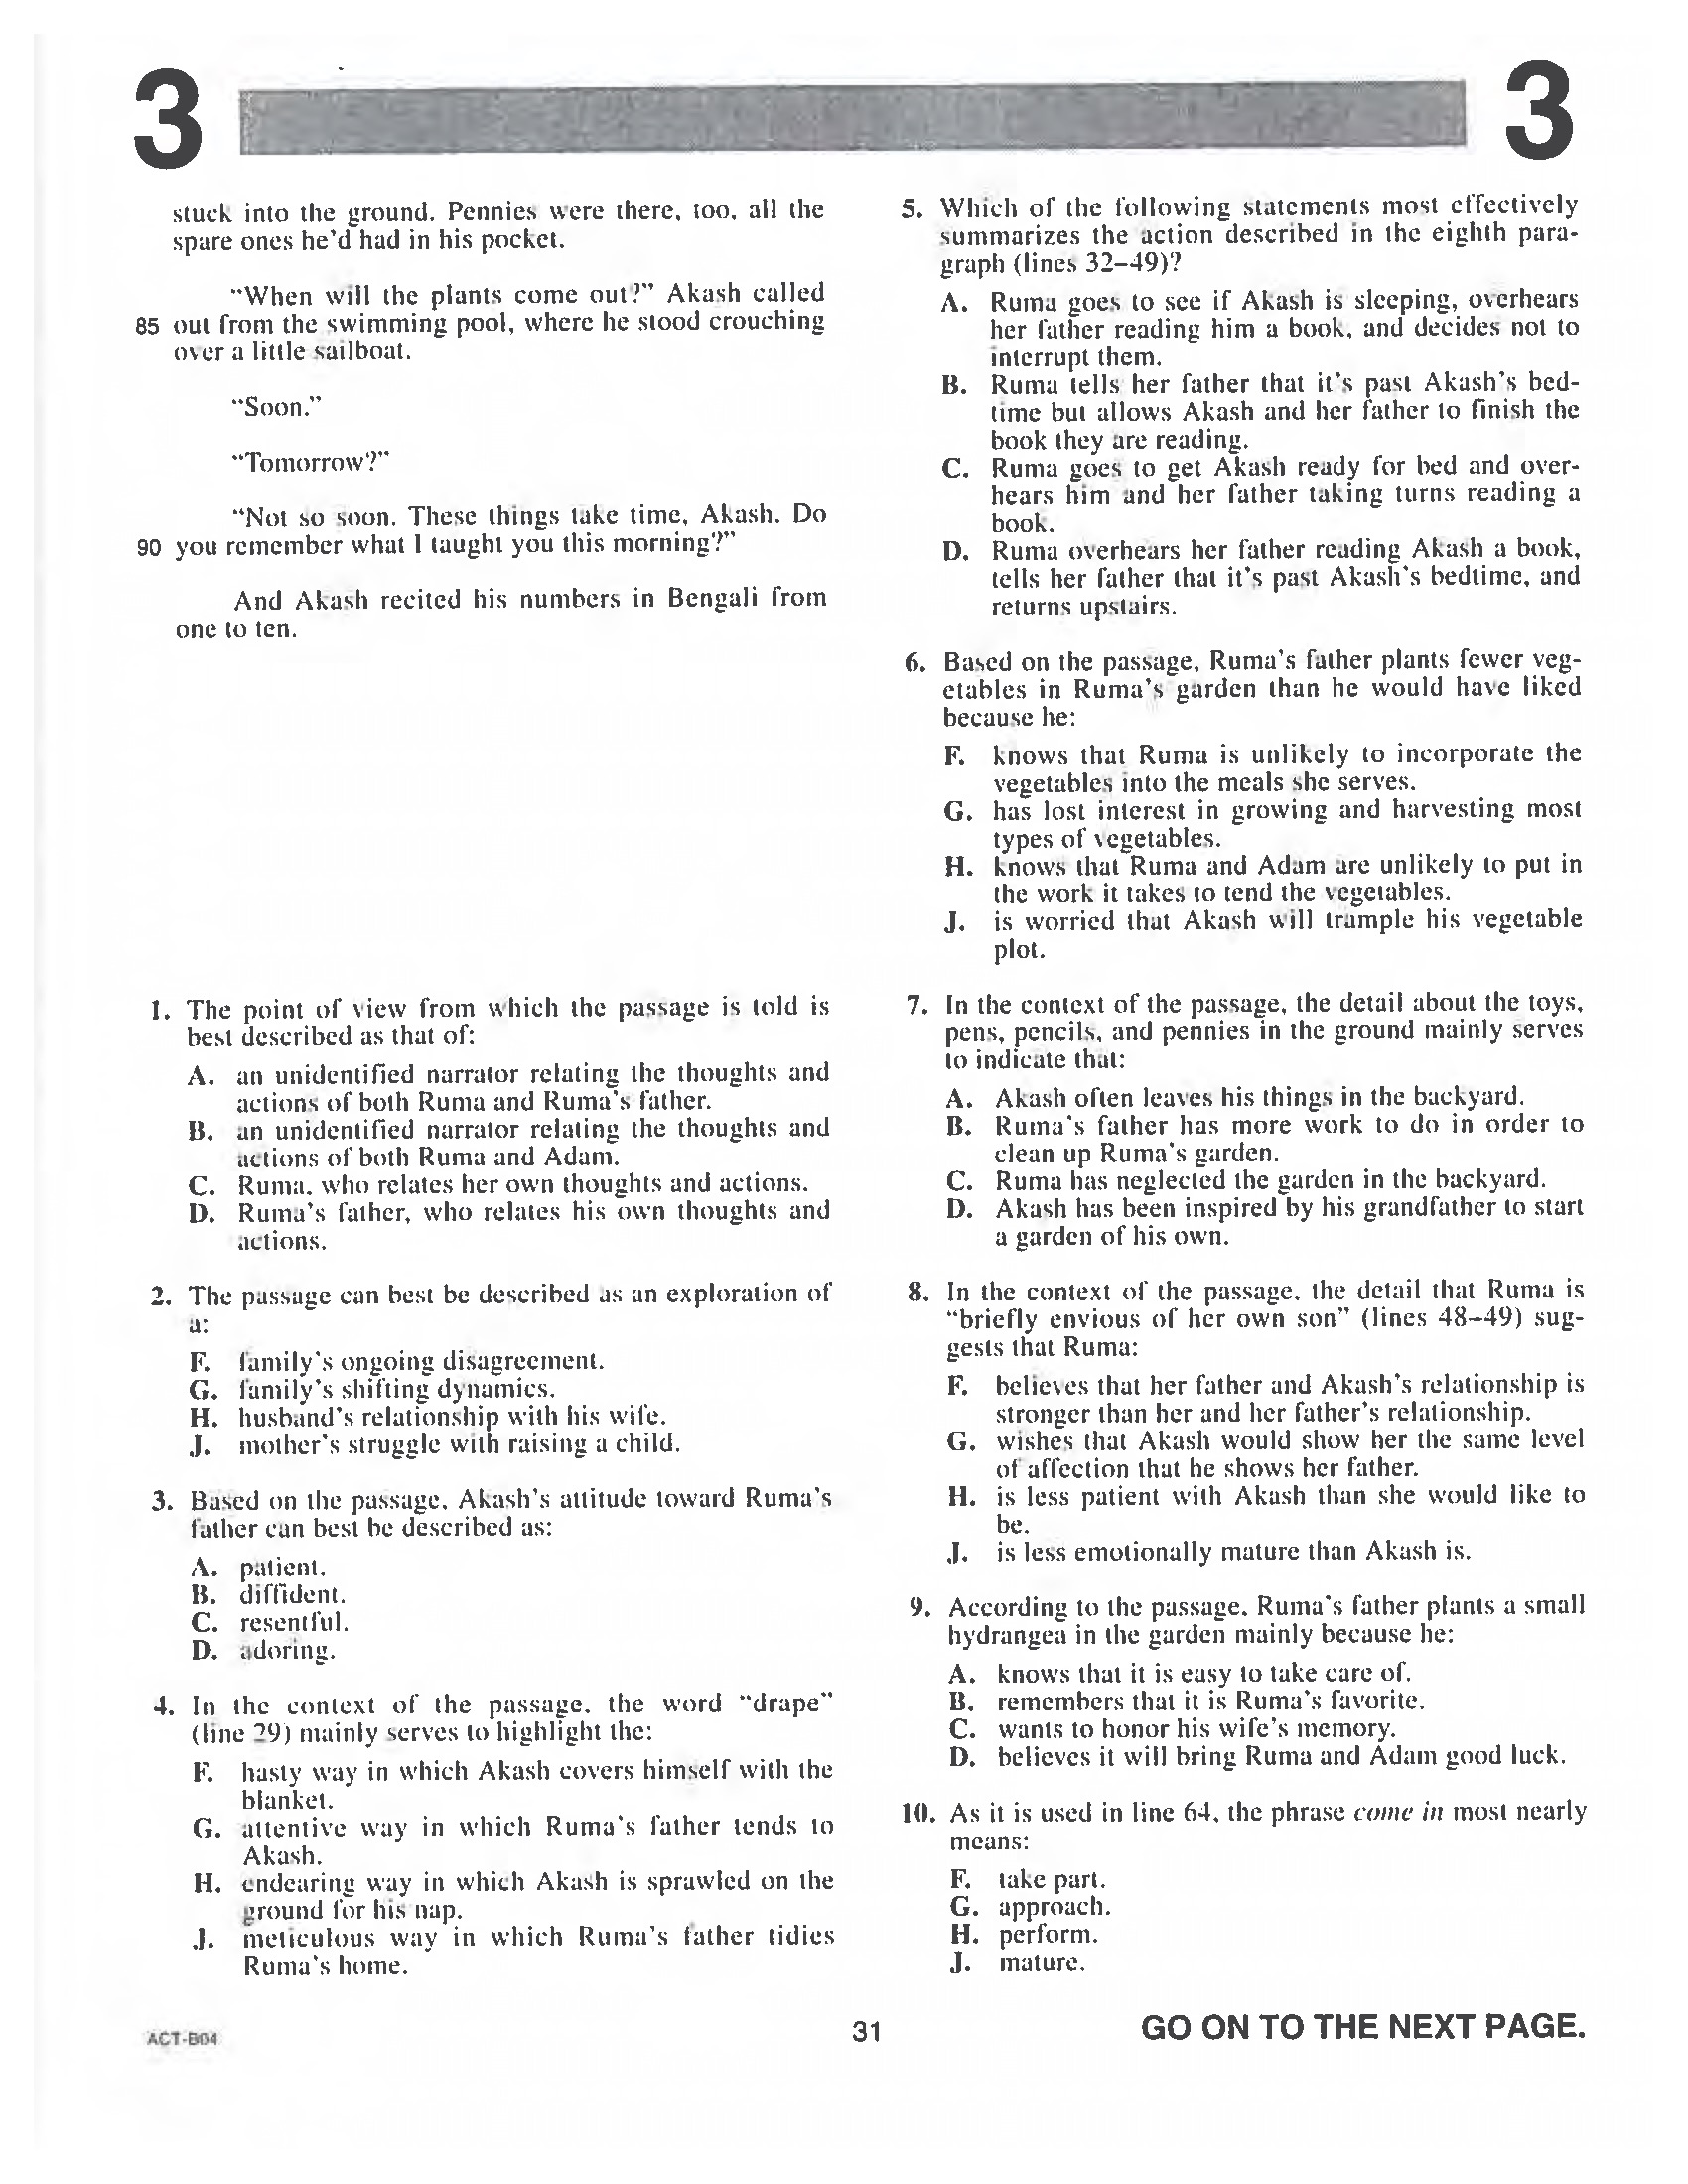 3
3
stuck into the ground. Pennies were there, too, all the
spare ones he'd had in his pocket.
"When will the plants come out?" Akash called
85 out from the swimming pool, where he stood crouching
over a little sailboat.
"Soon."
"Tomorrow?"
"Not so soon. These things take time, Akash. Do
90 you remember what I taught you this morning?"
And Akash recited his numbers in Bengali from
one to ten.
1. The point of view from which the passage is told is
best described as that of:
A. an unidentified narrator relating the thoughts and
actions of both Ruma and Ruma's father.
B. an unidentified narrator relating the thoughts and
actions of both Ruma and Adam.
C. Ruma, who relates her own thoughts and actions.
D. Ruma's father, who relates his own thoughts and
actions.
2. The passage can best be described as an exploration of
a:
F. family's ongoing disagreement.
G. family's shifting dynamics.
H. husband's relationship with his wife.
J. mother's struggle with raising a child.
3. Based on the passage, Akash's attitude toward Ruma's
father can best be described as:
A. patient.
B. diffident.
C. resentful.
D. adoring.
4. In the context of the passage, the word "drape"
(line 29) mainly serves to highlight the:
F. hasty way in which Akash covers himself with the
blanket.
G. attentive way in which Ruma's father tends to
Akash.
H. endearing way in which Akash is sprawled on the
ground for his nap.
J. meticulous way in which Ruma's father tidies
Ruma's home.
5. Which of the following statements most effectively
summarizes the action described in the eighth para-
graph (lines 32–49)?
A. Ruma goes to see if Akash is sleeping, overhears
her father reading him a book, and decides not to
interrupt them.
B. Ruma tells her father that it's past Akash's bed-
time but allows Akash and her father to finish the
book they are reading.
C. Ruma goes to get Akash ready for bed and over-
hears him and her father taking turns reading a
book.
D. Ruma overhears her father reading Akash a book,
tells her father that it's past Akash's bedtime, and
returns upstairs.
6. Based on the passage, Ruma's father plants fewer veg-
etables in Ruma's garden than he would have liked
because he:
F. knows that Ruma is unlikely to incorporate the
vegetables into the meals she serves.
G. has lost interest in growing and harvesting most
types of vegetables.
H. knows that Ruma and Adam are unlikely to put in
the work it takes to tend the vegetables.
J. is worried that Akash will trample his vegetable
plot.
7. In the context of the passage, the detail about the toys,
pens, pencils, and pennies in the ground mainly serves
to indicate that:
A. Akash often leaves his things in the backyard.
B. Ruma's father has more work to do in order to
clean up Ruma's garden.
C. Ruma has neglected the garden in the backyard.
D. Akash has been inspired by his grandfather to start
a garden of his own.
8. In the context of the passage, the detail that Ruma is
"briefly envious of her own son" (lines 48–49) sug-
gests that Ruma:
F. believes that her father and Akash's relationship is
stronger than her and her father's relationship.
G. wishes that Akash would show her the same level
of affection that he shows her father.
H. is less patient with Akash than she would like to
be.
J. is less emotionally mature than Akash is.
9. According to the passage, Ruma's father plants a small
hydrangea in the garden mainly because he:
A. knows that it is easy to take care of.
B. remembers that it is Ruma's favorite.
C. wants to honor his wife's memory.
D. believes it will bring Ruma and Adam good luck.
10. As it is used in line 64, the phrase come in most nearly
means:
F. take part.
G. approach.
H. perform.
J. mature.
ACT-B04
31
GO ON TO THE NEXT PAGE.